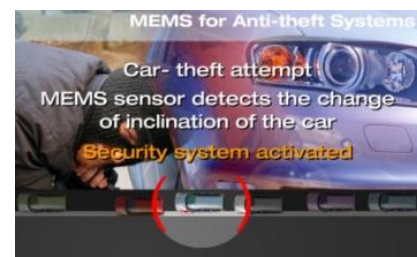 MEMS for Anti-theft Systems
Car- theft attempt
MEMS sensor detects the change
of inclination of the car
Security system activated